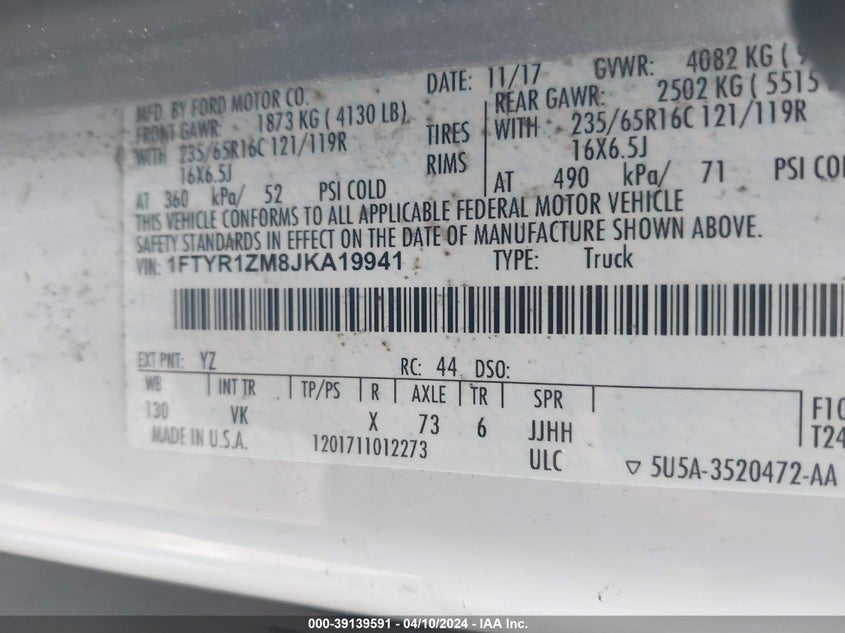 MFD. BY FORD MOTOR CO. DATE: 11/17 GVWR: 4082 KG (
FRONT GAWR: 1873 KG ( 4130 LB) REAR GAWR: 2502 KG ( 5515
WITH 235/65R16C 121/119R TIRES WITH 235/65R16C 121/119R
16X6.5J RIMS 16X6.5J
AT 360 kPa/ 52 PSI COLD AT 490 kPa/ 71 PSI COL
THIS VEHICLE CONFORMS TO ALL APPLICABLE FEDERAL MOTOR VEHICLE
SAFETY STANDARDS IN EFFECT ON THE DATE OF MANUFACTURE SHOWN ABOVE.
VIN: 1FTYR1ZM8JKA19941 TYPE: Truck
EXT PNT: YZ RC: 44 DSO:
WB INT TR TP/PS R AXLE TR SPR
130 VK X 73 6 JJHH
ULC
F10
T24
MADE IN U.S.A. 1201711012273
▽ 5U5A-3520472-AA
000-39139591 - 04/10/2024 - IAA Inc.